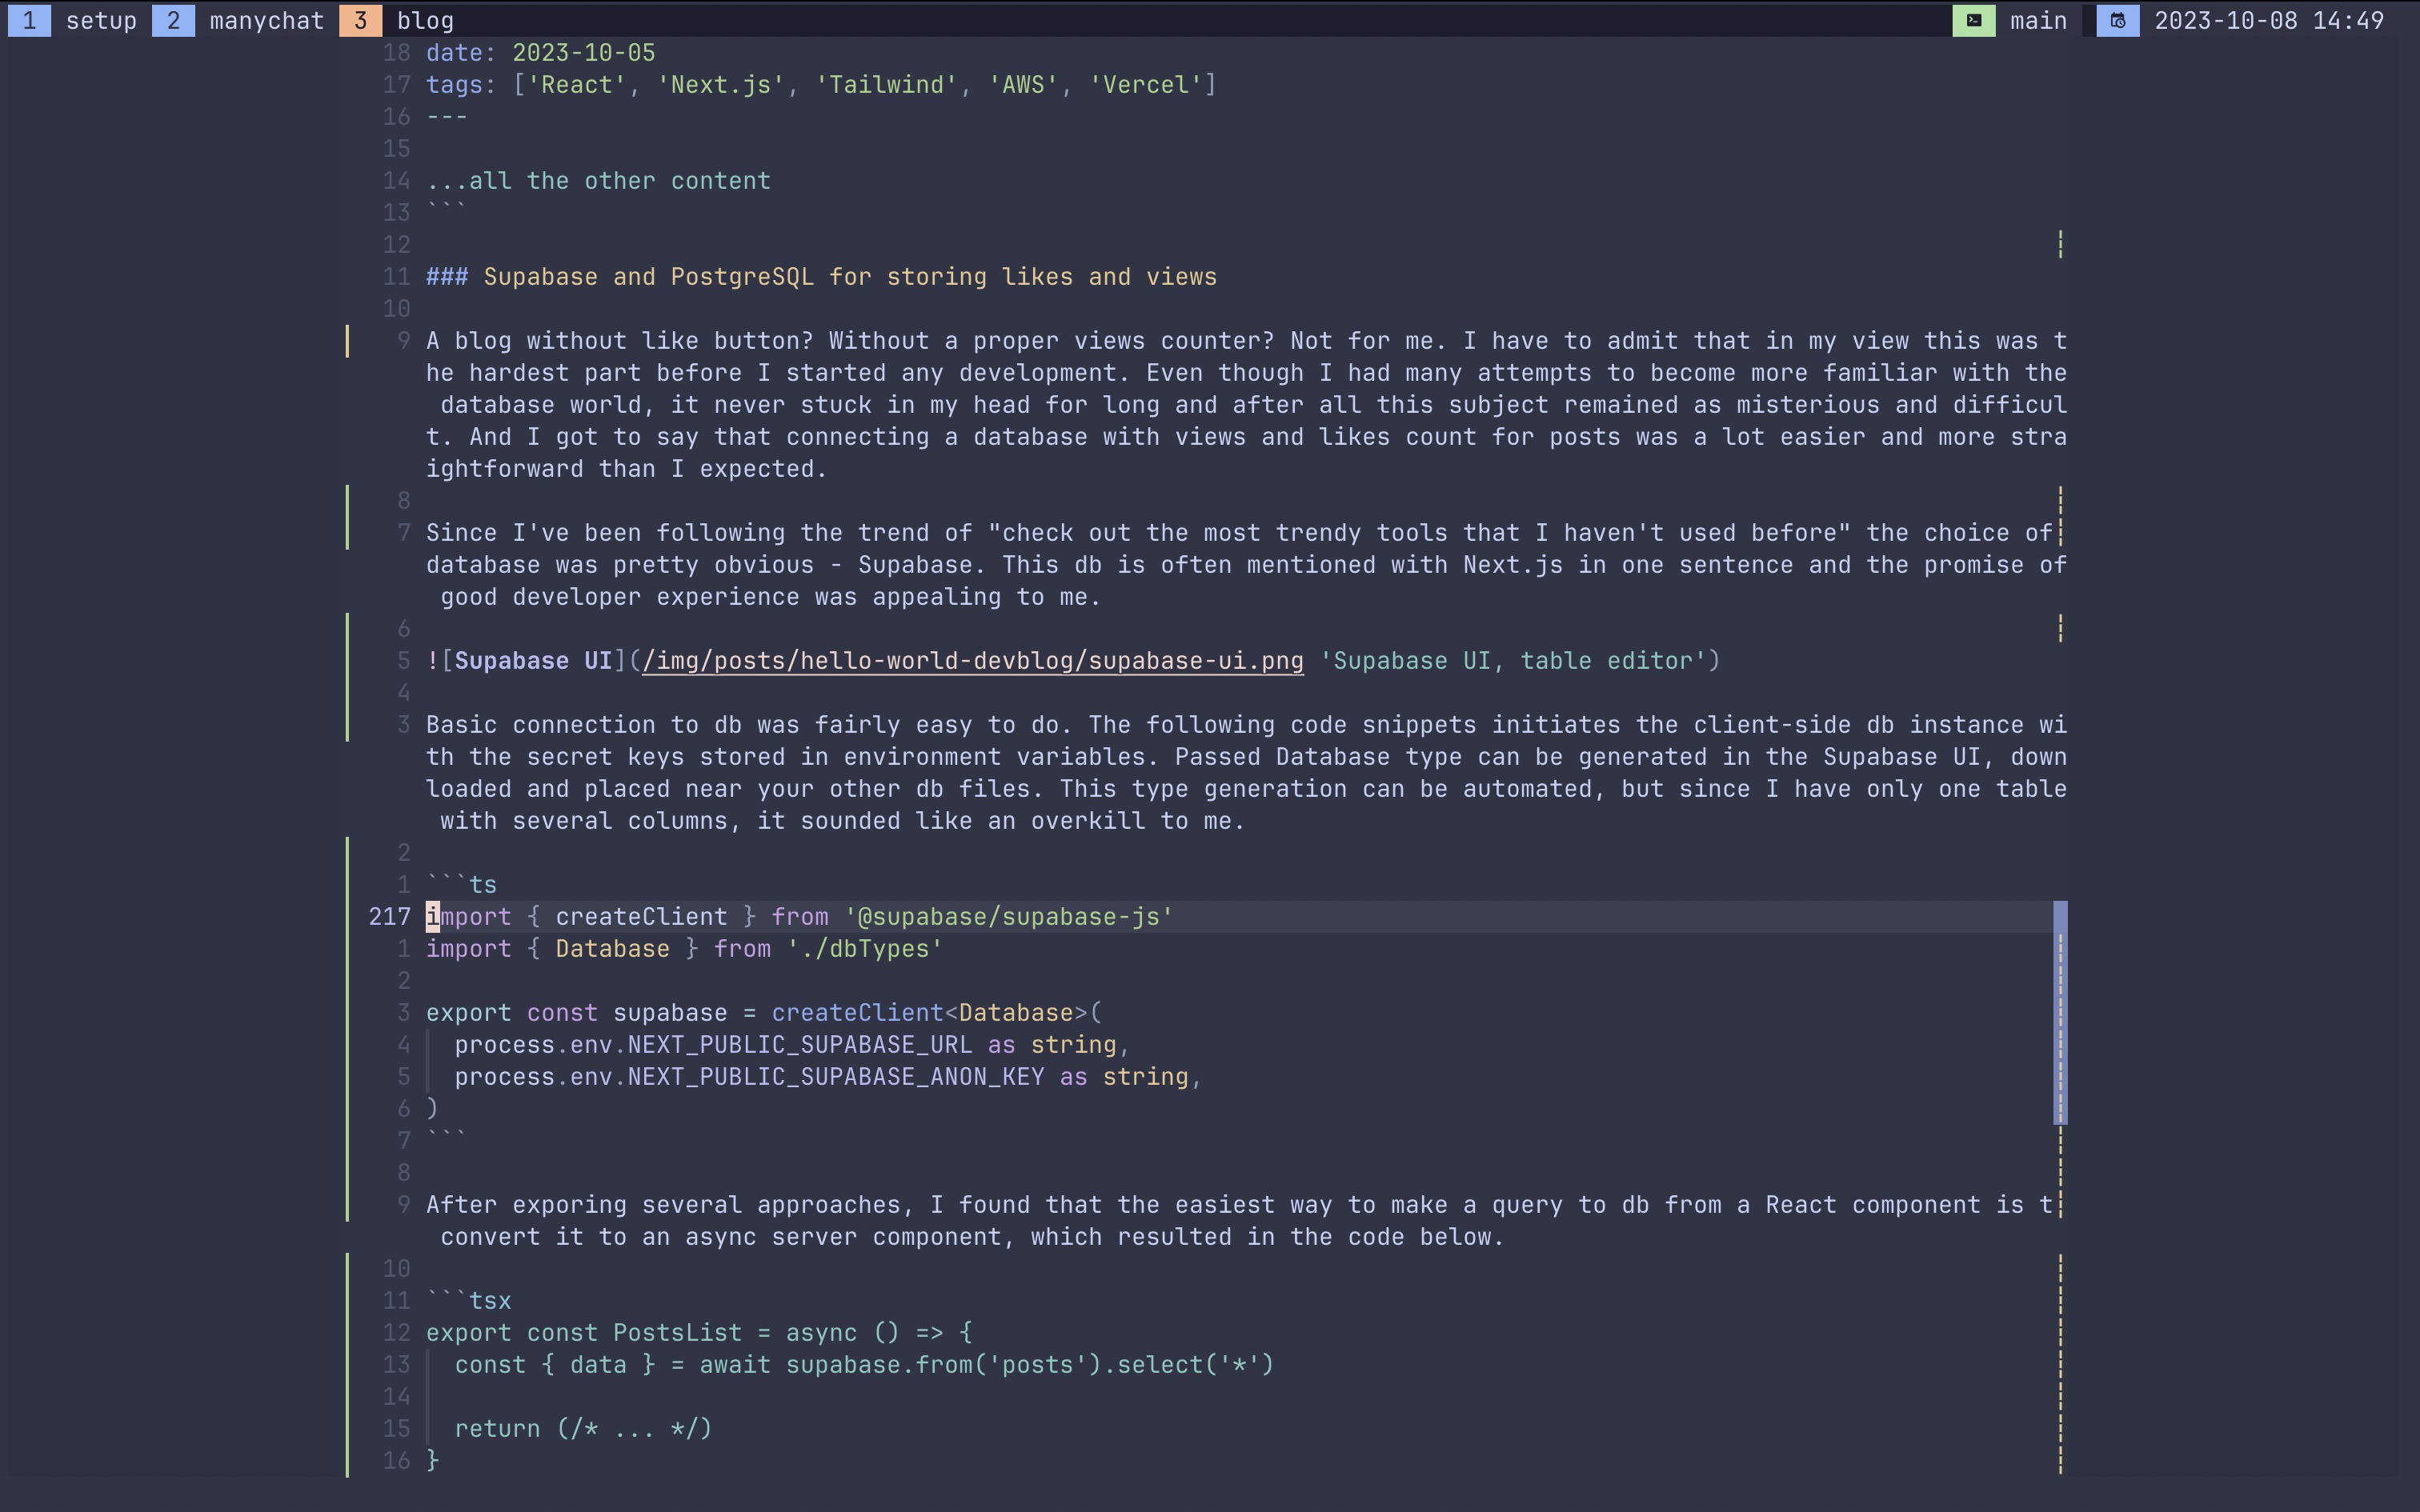 1 setup 2 manychat 3 blog main 2023-10-08 14:49
18 date: 2023-10-05
17 tags: ['React', 'Next.js', 'Tailwind', 'AWS', 'Vercel']
16 ---
15
14 ...all the other content
13 ```
12
11 ### Supabase and PostgreSQL for storing likes and views
10
9 A blog without like button? Without a proper views counter? Not for me. I have to admit that in my view this was t
he hardest part before I started any development. Even though I had many attempts to become more familiar with the
database world, it never stuck in my head for long and after all this subject remained as misterious and difficul
t. And I got to say that connecting a database with views and likes count for posts was a lot easier and more stra
ightforward than I expected.
8
7 Since I've been following the trend of "check out the most trendy tools that I haven't used before" the choice of
database was pretty obvious - Supabase. This db is often mentioned with Next.js in one sentence and the promise of
good developer experience was appealing to me.
6
5 ![Supabase UI](/img/posts/hello-world-devblog/supabase-ui.png 'Supabase UI, table editor')
4
3 Basic connection to db was fairly easy to do. The following code snippets initiates the client-side db instance wi
th the secret keys stored in environment variables. Passed Database type can be generated in the Supabase UI, down
loaded and placed near your other db files. This type generation can be automated, but since I have only one table
with several columns, it sounded like an overkill to me.
2
1 ```ts
217 import { createClient } from '@supabase/supabase-js'
1 import { Database } from './dbTypes'
2
3 export const supabase = createClient<Database>(
4 process.env.NEXT_PUBLIC_SUPABASE_URL as string,
5 process.env.NEXT_PUBLIC_SUPABASE_ANON_KEY as string,
6 )
7 ```
8
9 After exporing several approaches, I found that the easiest way to make a query to db from a React component is t
convert it to an async server component, which resulted in the code below.
10
11 ```tsx
12 export const PostsList = async () => {
13 const { data } = await supabase.from('posts').select('*')
14
15 return (/* ... */)
16 }